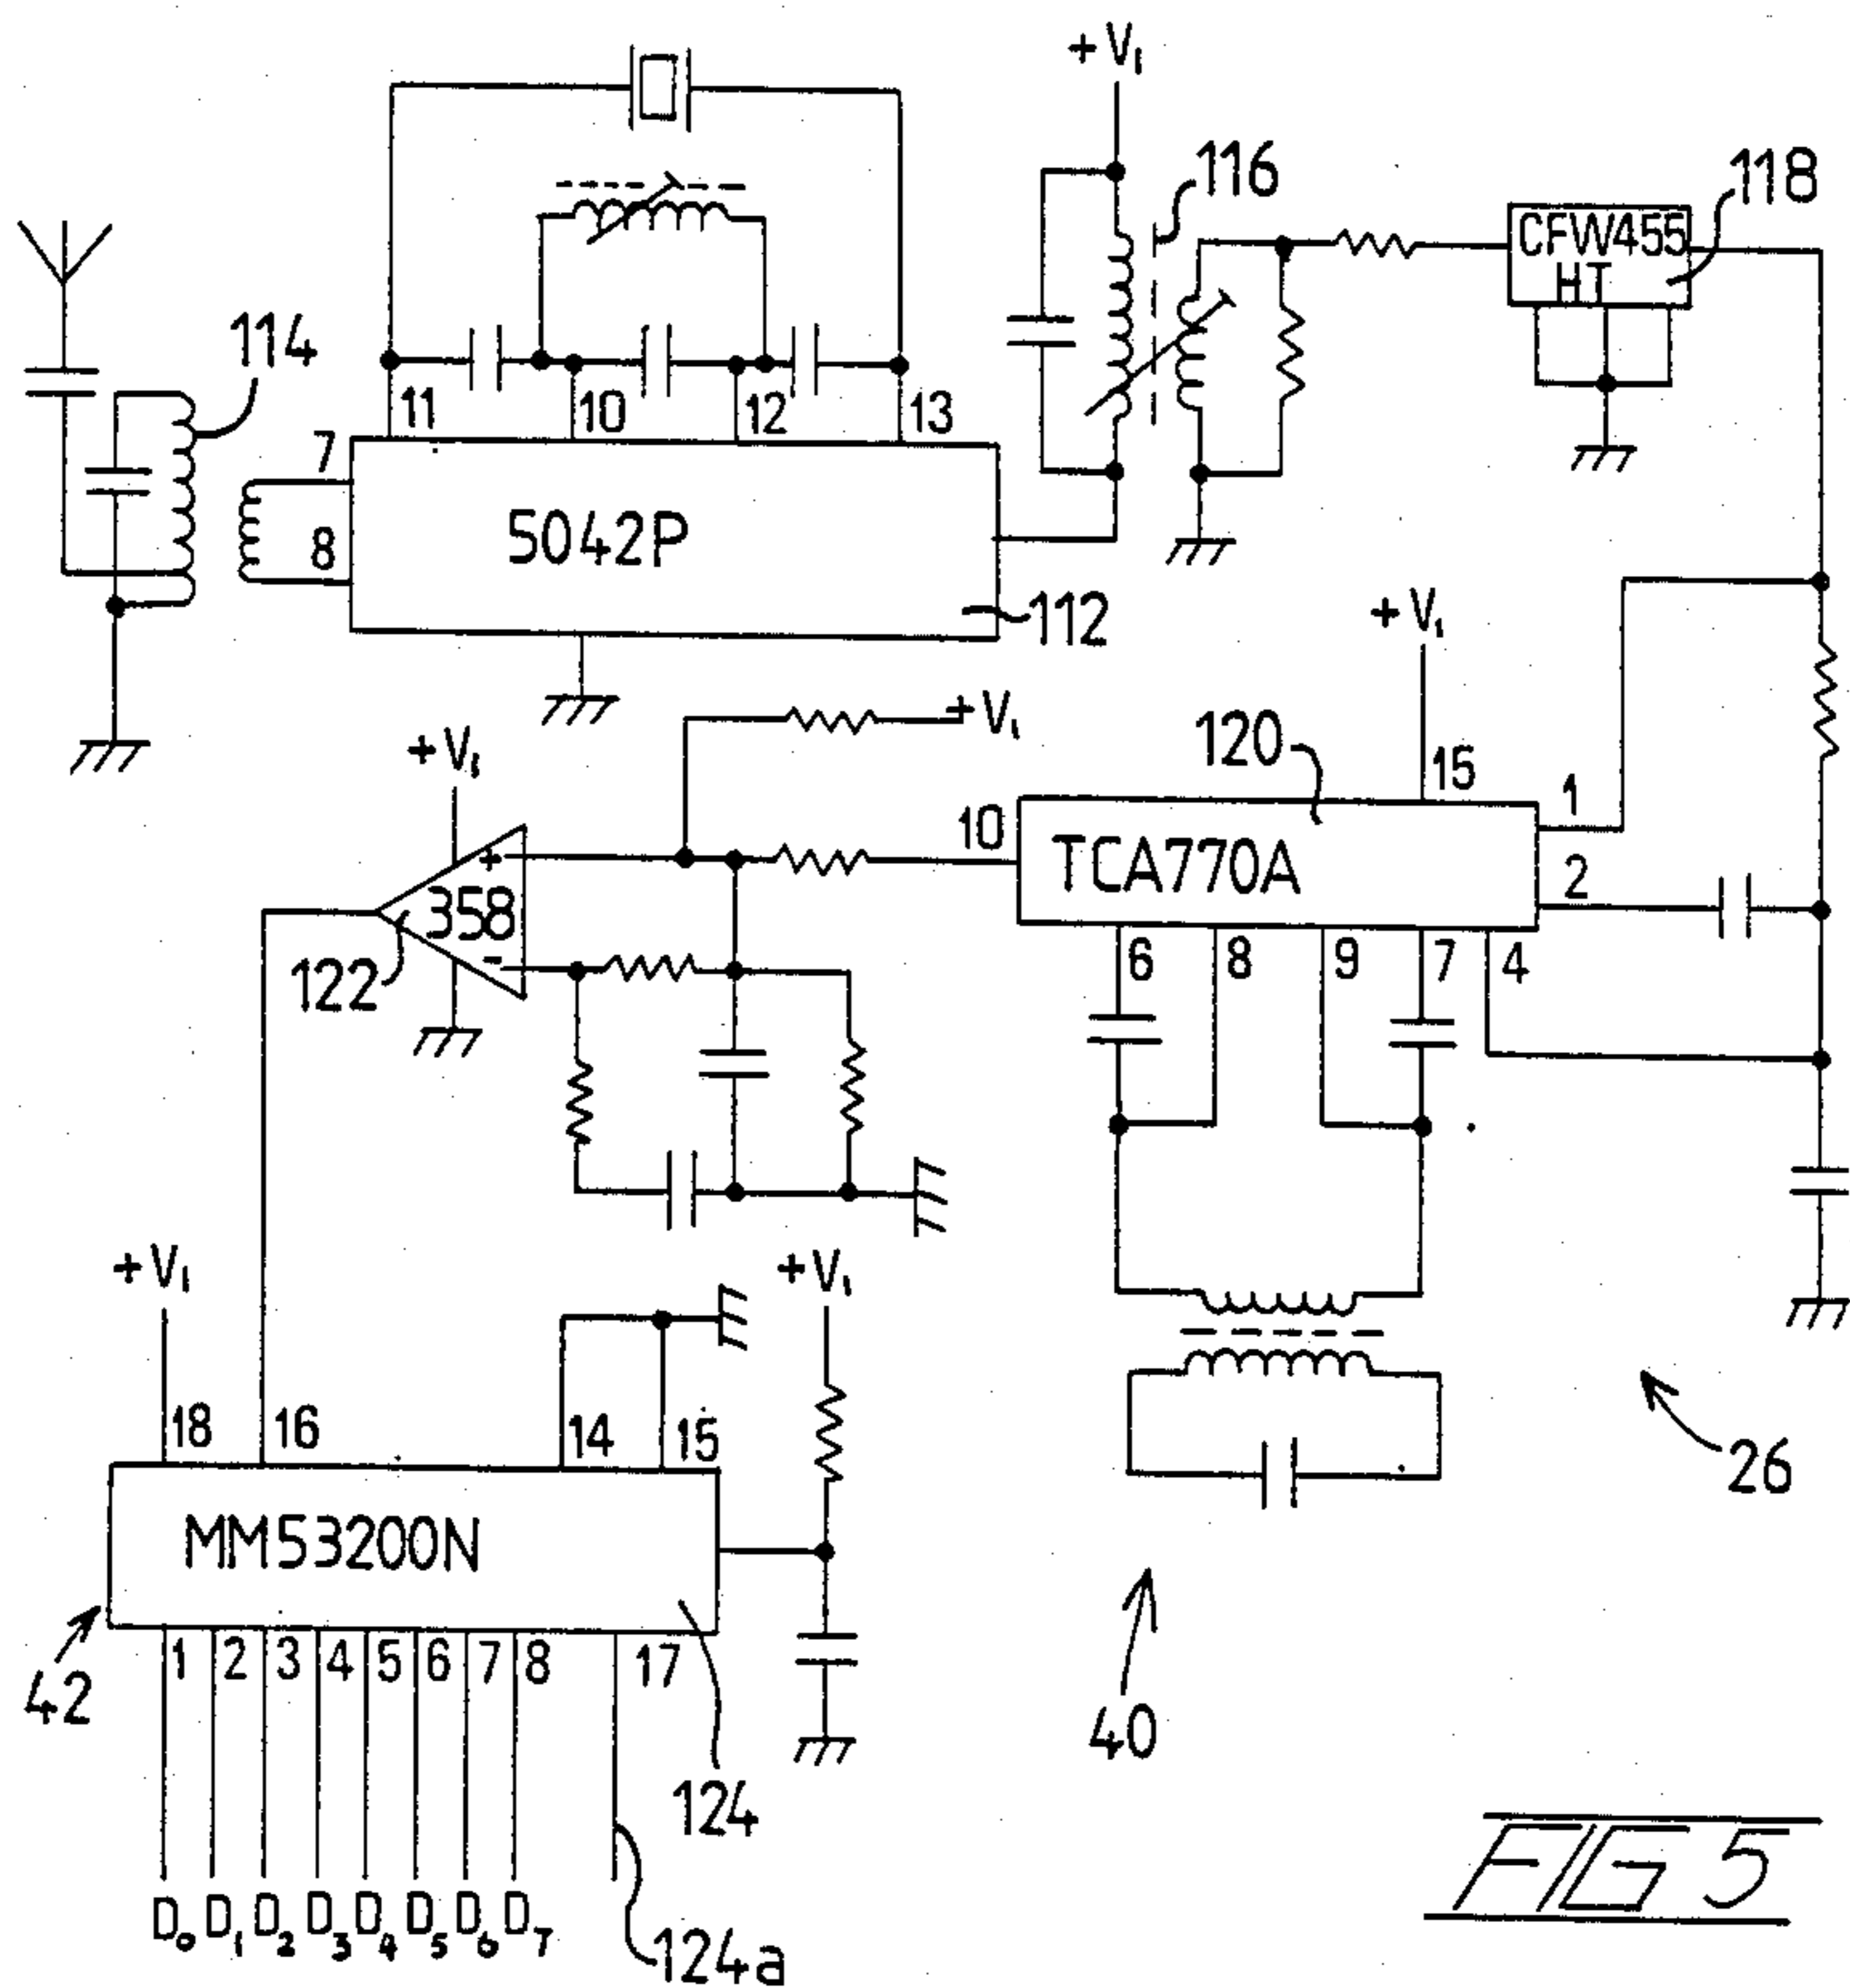 +V₁
116
CFW455
HT
118
114
11
10
12
13
7
8
5042P
112
+V₁
+V₁
+V₁
120
15
10
TCA770A
1
2
+
358
-
122
6
8
9
7
4
+V₁
+V₁
18
16
14
15
MM53200N
26
42
1
2
3
4
5
6
7
8
17
40
124
D₀ D₁ D₂ D₃ D₄ D₅ D₆ D₇
124a
FIG 5